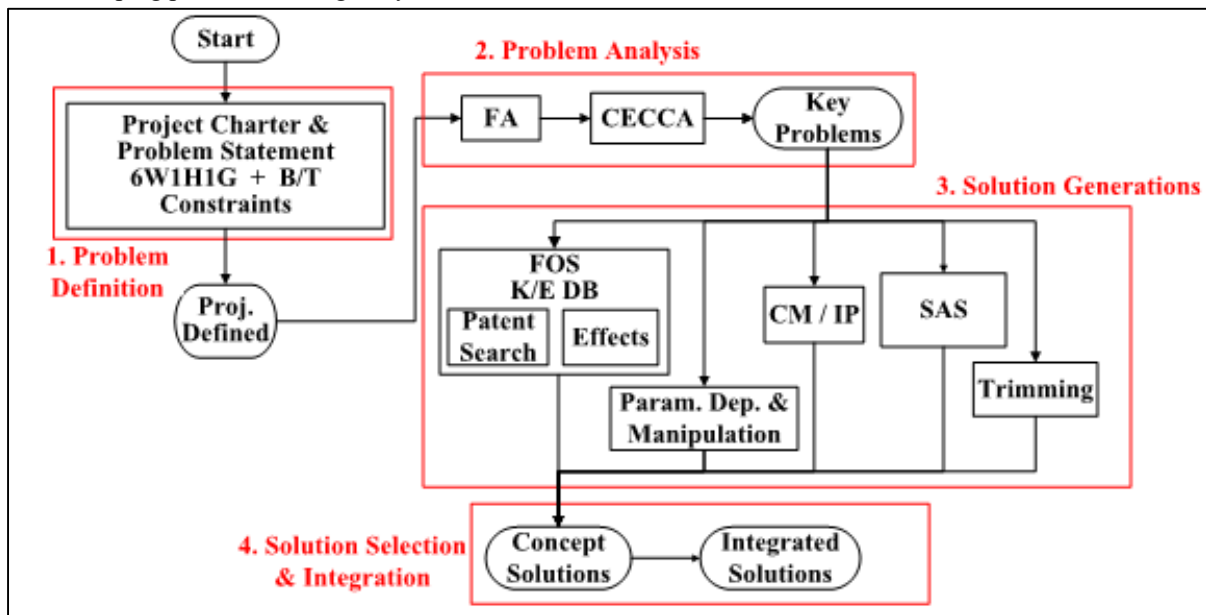 Start
Project Charter &
Problem Statement
6W1H1G + B/T
Constraints
1. Problem
Definition
Proj.
Defined
2. Problem Analysis
FA
CECCA
Key
Problems
3. Solution Generations
FOS
K/E DB
Patent
Search
Effects
Param. Dep. &
Manipulation
CM / IP
SAS
Trimming
4. Solution Selection
& Integration
Concept
Solutions
Integrated
Solutions